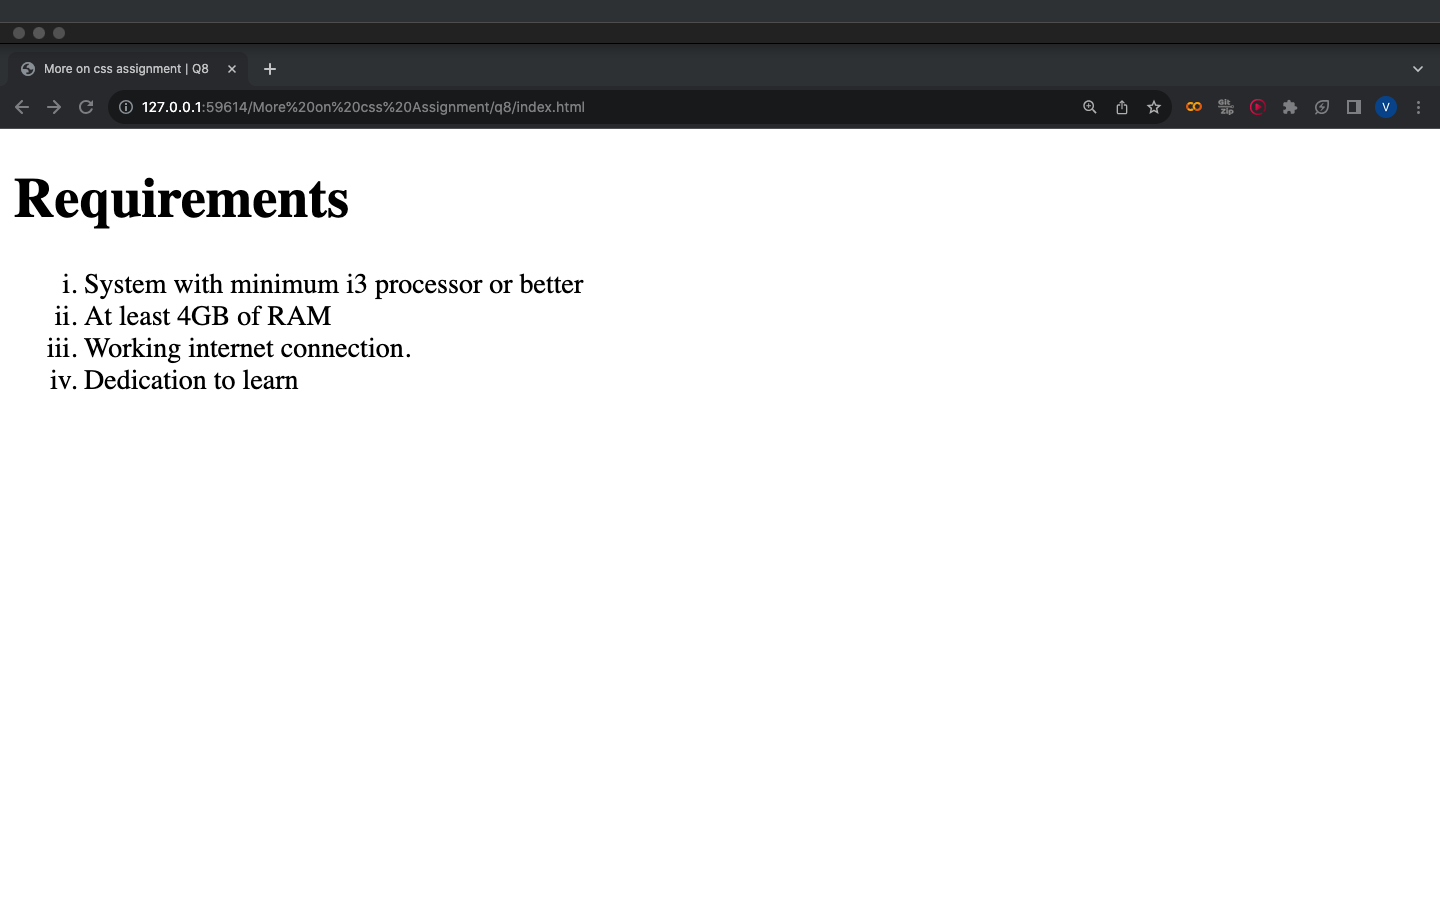 More on css assignment | Q8
127.0.0.1:59614/More%20on%20css%20Assignment/q8/index.html
Git Zip
V
Requirements
i. System with minimum i3 processor or better
ii. At least 4GB of RAM
iii. Working internet connection.
iv. Dedication to learn